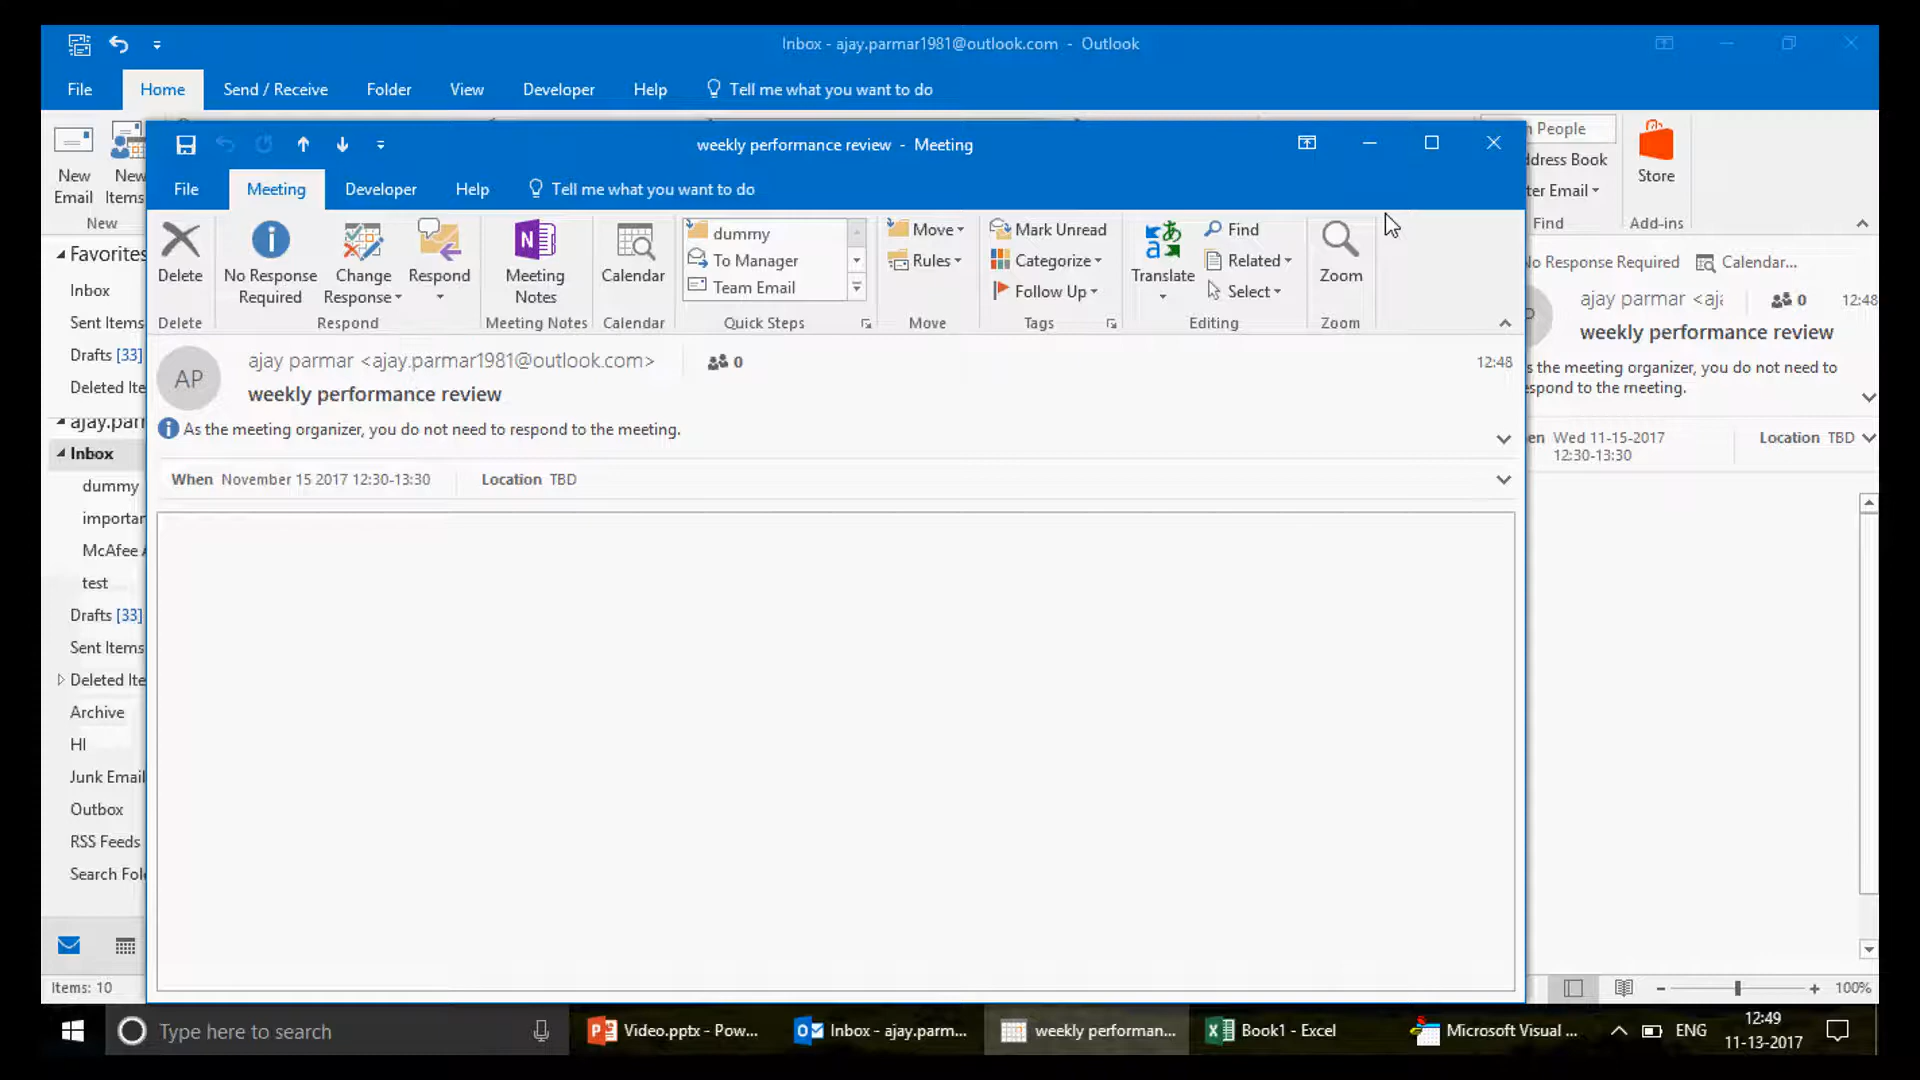 Inbox - ajay.parmar1981@outlook.com - Outlook
File Home Send / Receive Folder View Developer Help Tell me what you want to do
New Email
New Items
New
People
ddress Book
ter Email
Find
Store
Add-ins
weekly performance review - Meeting
File Meeting Developer Help Tell me what you want to do
Delete
No Response Required
Change Response
Respond
Meeting Notes
Calendar
dummy
To Manager
Team Email
Move
Rules
Mark Unread
Categorize
Follow Up
Translate
Find
Related
Select
Zoom
Delete Respond Meeting Notes Calendar Quick Steps Move Tags Editing Zoom
AP
ajay parmar <ajay.parmar1981@outlook.com> 0 12:48
weekly performance review
As the meeting organizer, you do not need to respond to the meeting.
When November 15 2017 12:30-13:30 Location TBD
Favorites
Inbox
Sent Items
Drafts [33]
Deleted Ite
ajay.par
Inbox
dummy
importan
McAfee A
test
Drafts [33]
Sent Items
Deleted Ite
Archive
HI
Junk Email
Outbox
RSS Feeds
Search Fol
o Response Required Calendar...
ajay parmar <aj 0 12:48
weekly performance review
s the meeting organizer, you do not need to
spond to the meeting.
en Wed 11-15-2017 Location TBD
12:30-13:30
Items: 10
100%
Type here to search
Video.pptx - Pow...
Inbox - ajay.parm...
weekly performan...
Book1 - Excel
Microsoft Visual ...
ENG
12:49
11-13-2017